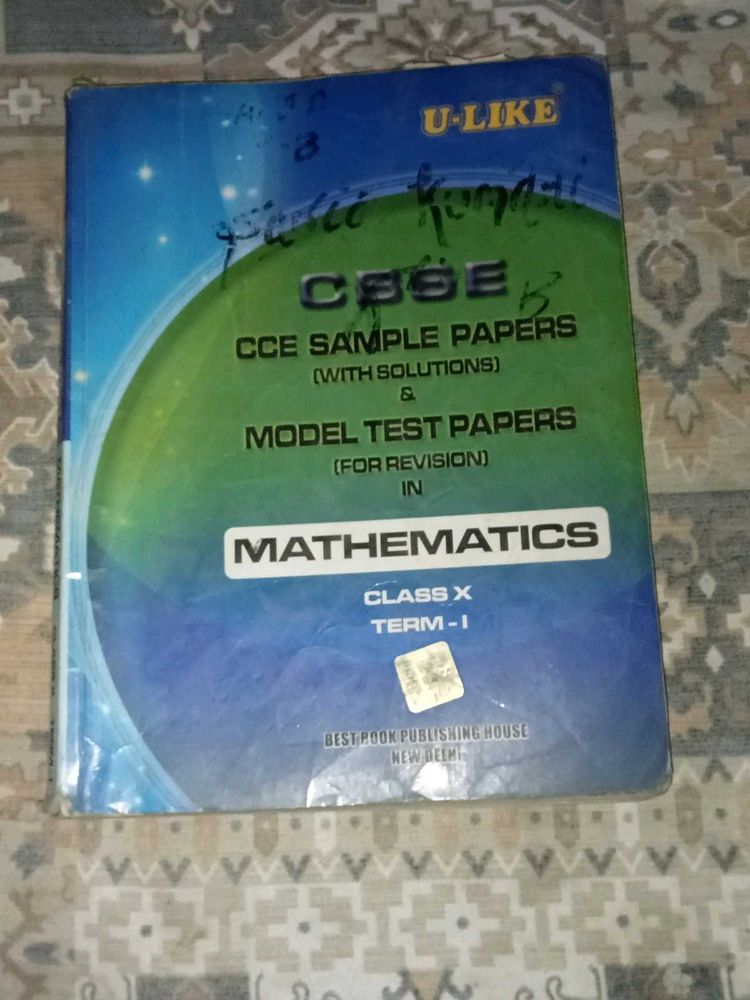 U-LIKE®
B
Kumari
CBSE
B
CCE SAMPLE PAPERS
(WITH SOLUTIONS)
&
MODEL TEST PAPERS
(FOR REVISION)
IN
MATHEMATICS
CLASS X
TERM - I
BEST BOOK PUBLISHING HOUSE
NEW DELHI